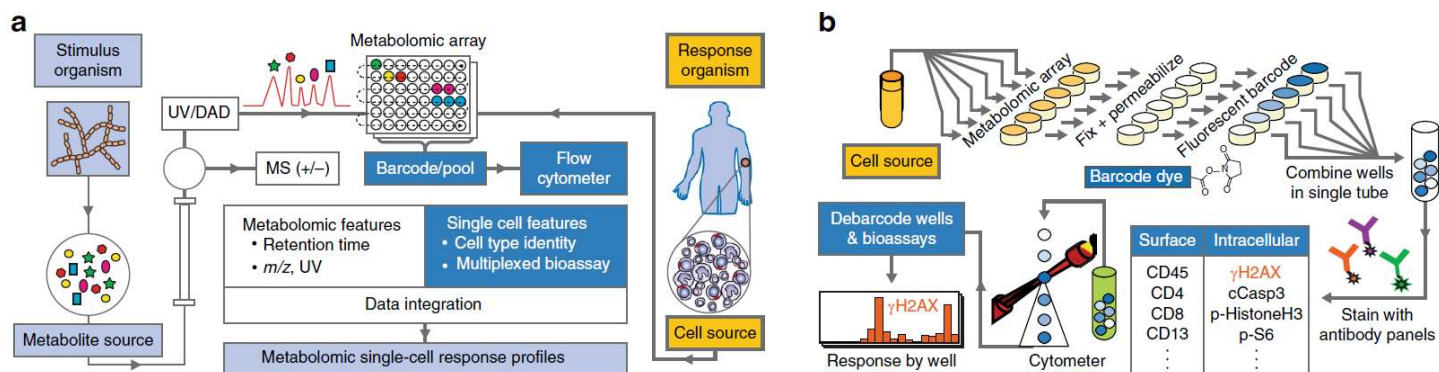 a
Stimulus
organism
UV/DAD
MS (+/−)
Metabolite source
Metabolomic array
Barcode/pool
Flow
cytometer
Metabolomic features
• Retention time
• m/z, UV
Single cell features
• Cell type identity
• Multiplexed bioassay
Data integration
Metabolomic single-cell response profiles
Response
organism
Cell source
b
Cell source
Metabolomic array
Fix + permeabilize
Fluorescent barcode
Barcode dye
O
N
O
O
O
Combine wells
in single tube
Debarcode wells
& bioassays
γH2AX
Response by well
Cytometer
Surface Intracellular
CD45 γH2AX
CD4 cCasp3
CD8 p-HistoneH3
CD13 p-S6
⋮ ⋮
Stain with
antibody panels